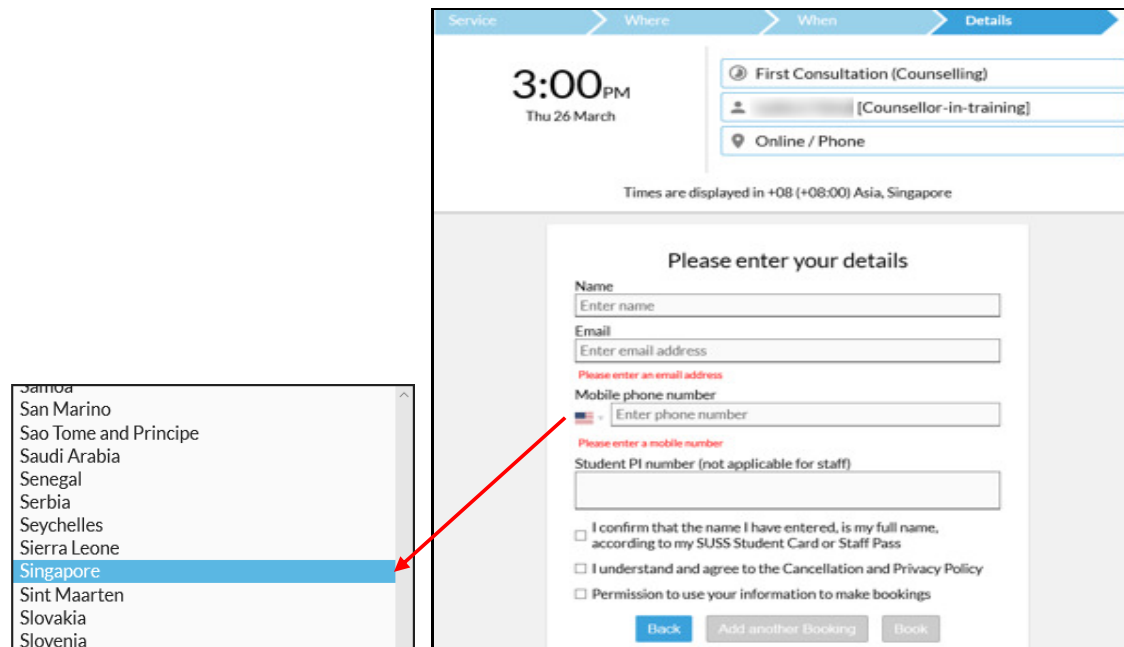 Service Where When Details
3:00PM
Thu 26 March
First Consultation (Counselling)
[Counsellor-in-training]
Online / Phone
Times are displayed in +08 (+08:00) Asia, Singapore
Please enter your details
Name
Enter name
Email
Enter email address
Please enter an email address
Mobile phone number
Enter phone number
Please enter a mobile number
Student PI number (not applicable for staff)
I confirm that the name I have entered, is my full name,
according to my SUSS Student Card or Staff Pass
I understand and agree to the Cancellation and Privacy Policy
Permission to use your information to make bookings
Back Add another Booking Book
Samoa
San Marino
Sao Tome and Principe
Saudi Arabia
Senegal
Serbia
Seychelles
Sierra Leone
Singapore
Sint Maarten
Slovakia
Slovenia